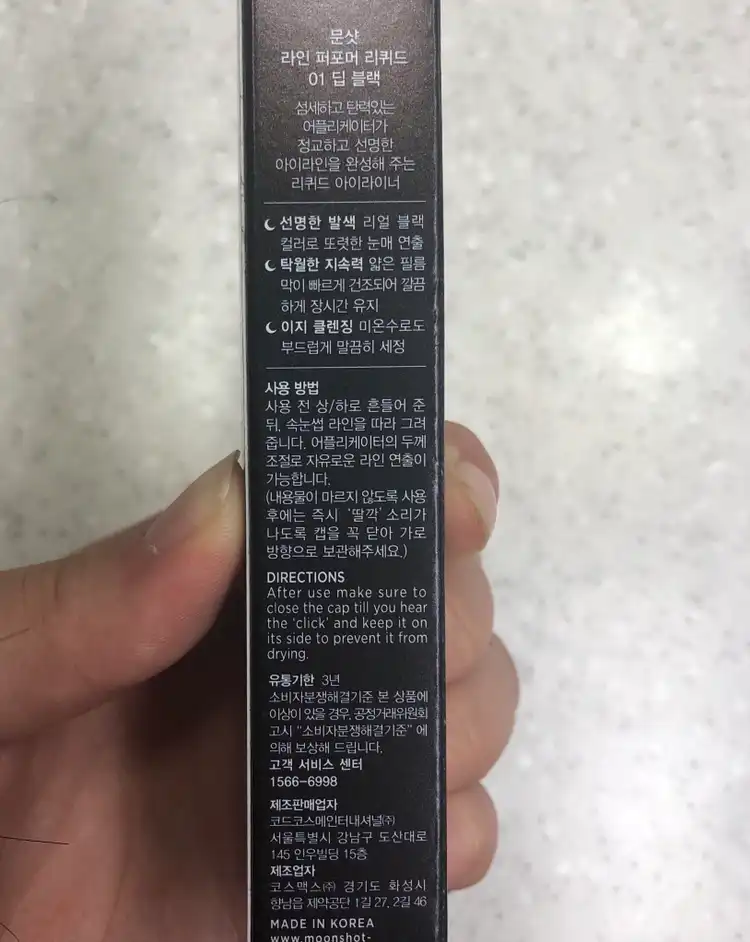 문샷
라인 퍼포머 리퀴드
01 딥 블랙
섬세하고 탄력있는
어플리케이터가
정교하고 선명한
아이라인을 완성해 주는
리퀴드 아이라이너
선명한 발색 리얼 블랙
컬러로 또렷한 눈매 연출
탁월한 지속력 얇은 필름
막이 빠르게 건조되어 깔끔
하게 장시간 유지
이지 클렌징 미온수로도
부드럽게 말끔히 세정
사용 방법
사용 전 상/하로 흔들어 준
뒤, 속눈썹 라인을 따라 그려
줍니다. 어플리케이터의 두께
조절로 자유로운 라인 연출이
가능합니다.
(내용물이 마르지 않도록 사용
후에는 즉시 '딸깍' 소리가
나도록 캡을 꼭 닫아 가로
방향으로 보관해주세요.)
DIRECTIONS
After use make sure to
close the cap till you hear
the 'click' and keep it on
its side to prevent it from
drying.
유통기한 3년
소비자분쟁해결기준 본 상품에
이상이 있을 경우, 공정거래위원회
고시 "소비자분쟁해결기준" 에
의해 보상해 드립니다.
고객 서비스 센터
1566-6998
제조판매업자
코드코스메인터내셔널㈜
서울특별시 강남구 도산대로
145 인우빌딩 15층
제조업자
코스맥스㈜ 경기도 화성시
향남읍 제약공단 1길 27, 2길 46
MADE IN KOREA
www.moonshot-